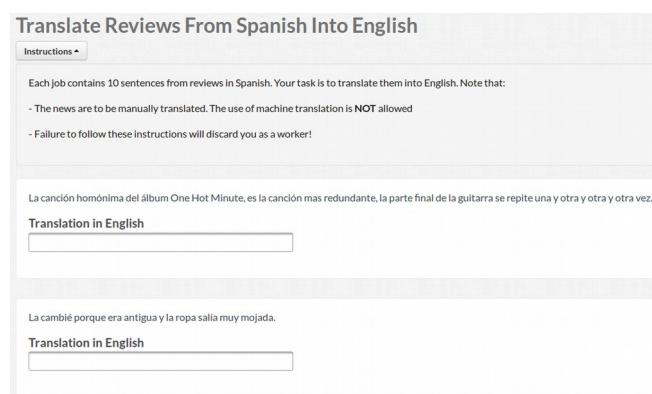 Translate Reviews From Spanish Into English
Instructions
Each job contains 10 sentences from reviews in Spanish. Your task is to translate them into English. Note that:
- The news are to be manually translated. The use of machine translation is NOT allowed
- Failure to follow these instructions will discard you as a worker!
La canción homónima del álbum One Hot Minute, es la canción mas redundante, la parte final de la guitarra se repite una y otra y otra y otra vez.
Translation in English
La cambié porque era antigua y la ropa salía muy mojada.
Translation in English